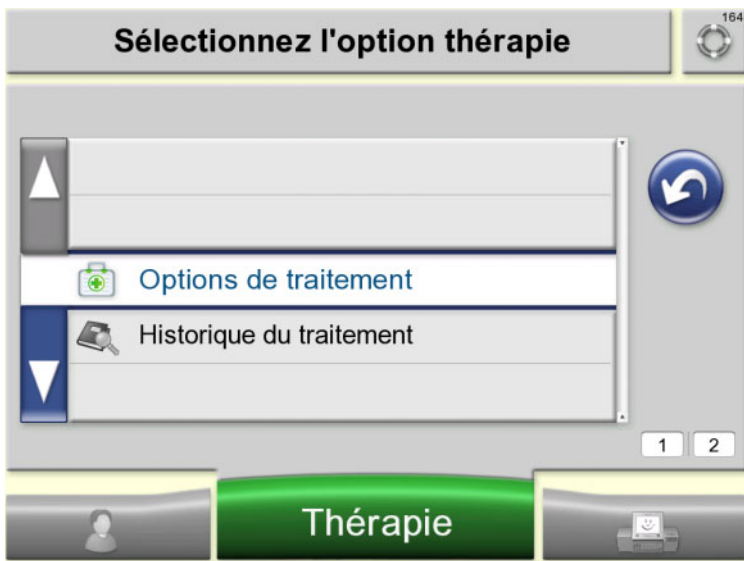 Sélectionnez l'option thérapie
164
Options de traitement
Historique du traitement
1 2
Thérapie